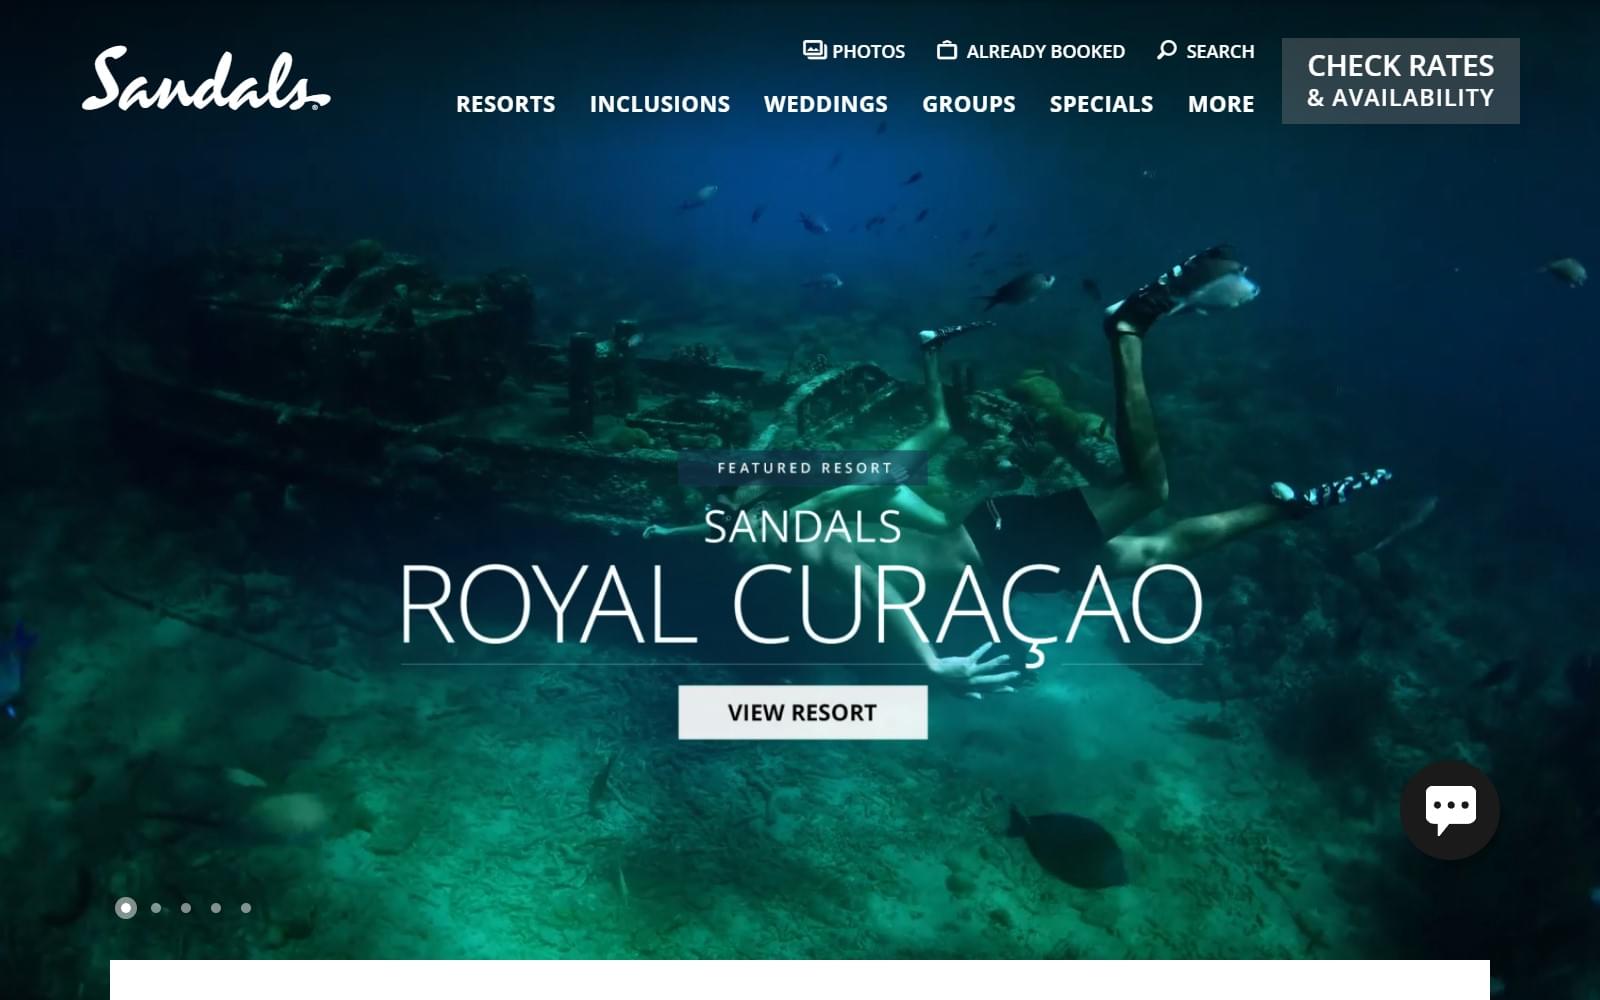 Sandals®
PHOTOS
ALREADY BOOKED
SEARCH
RESORTS
INCLUSIONS
WEDDINGS
GROUPS
SPECIALS
MORE
CHECK RATES
& AVAILABILITY
FEATURED RESORT
SANDALS
ROYAL CURAÇAO
VIEW RESORT